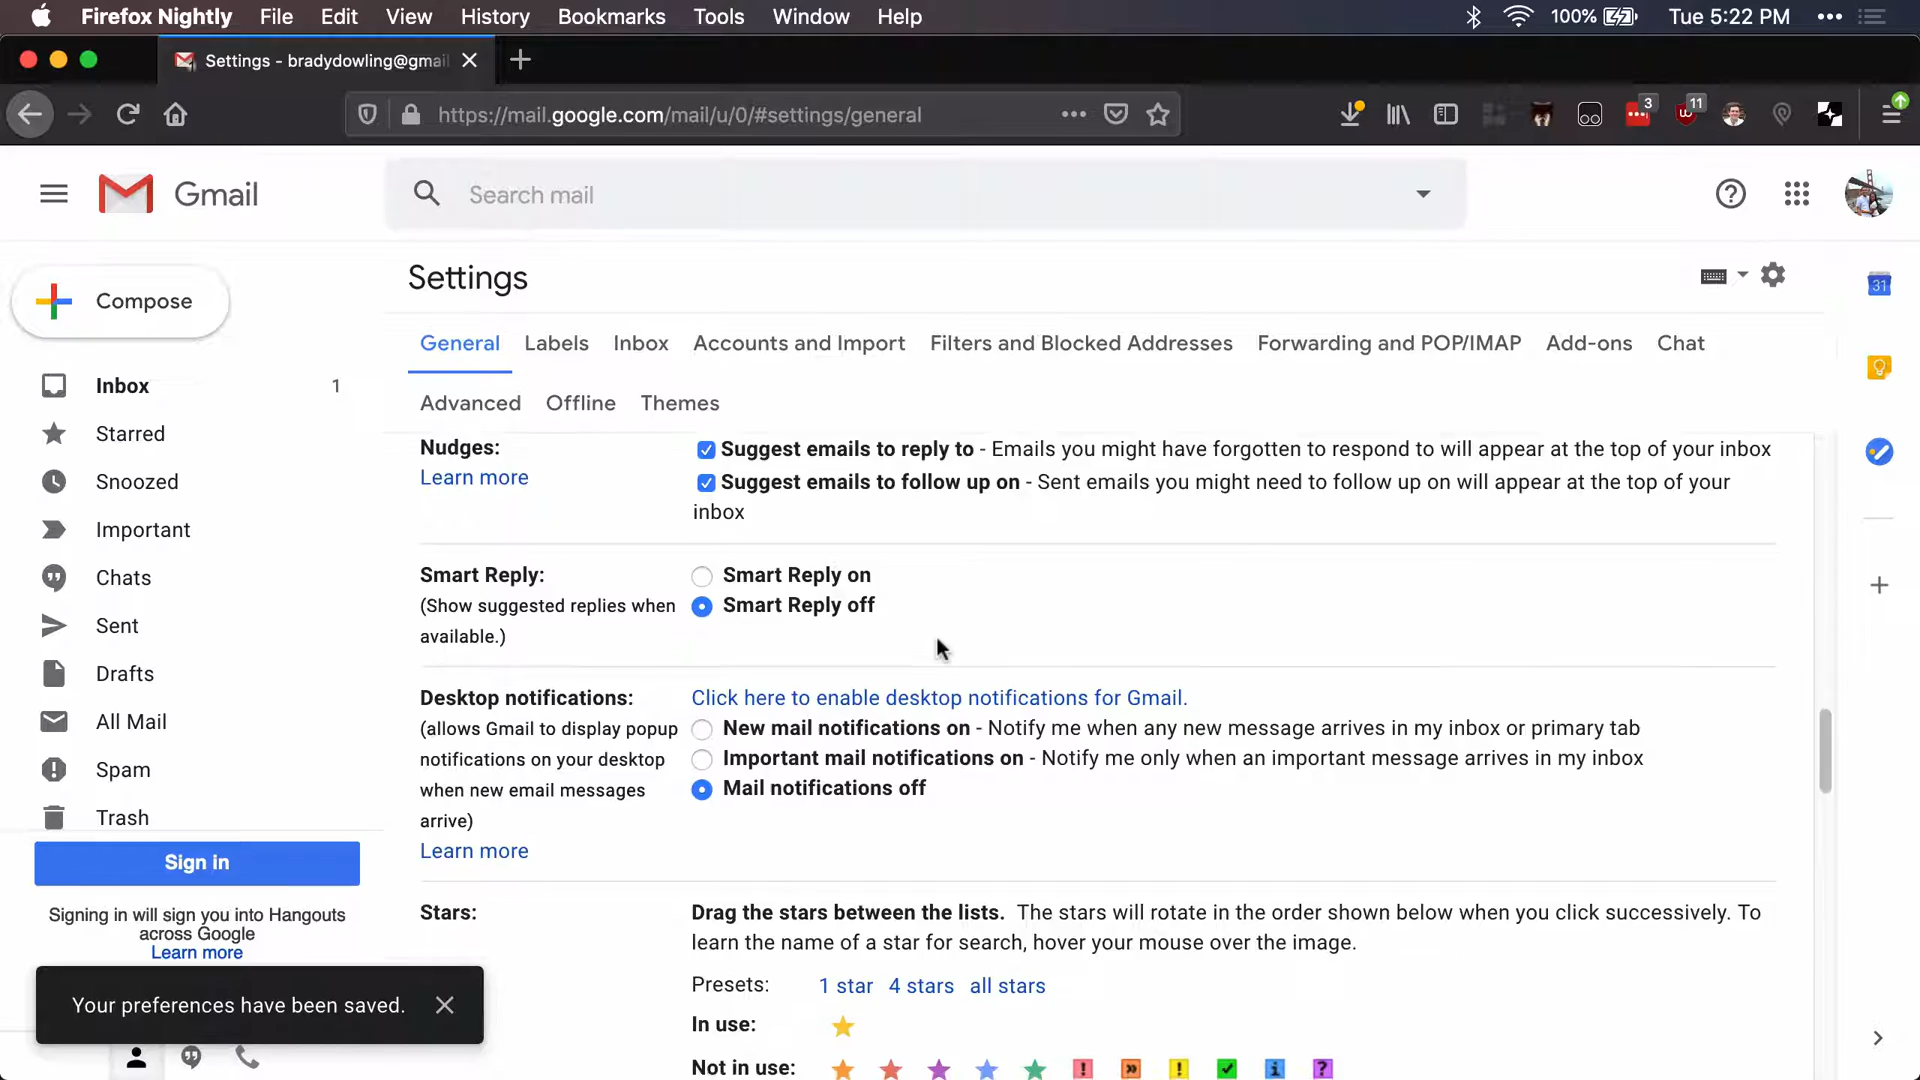 Firefox Nightly File Edit View History Bookmarks Tools Window Help 100% Tue 5:22 PM
Settings - bradydowling@gmail
https://mail.google.com/mail/u/0/#settings/general 3 11
Gmail Search mail
Compose
Inbox 1
Starred
Snoozed
Important
Chats
Sent
Drafts
All Mail
Spam
Trash
Sign in
Signing in will sign you into Hangouts
across Google
Learn more
Your preferences have been saved.
Settings
General Labels Inbox Accounts and Import Filters and Blocked Addresses Forwarding and POP/IMAP Add-ons Chat
Advanced Offline Themes
Nudges: Suggest emails to reply to - Emails you might have forgotten to respond to will appear at the top of your inbox
Learn more Suggest emails to follow up on - Sent emails you might need to follow up on will appear at the top of your
inbox
Smart Reply: Smart Reply on
(Show suggested replies when Smart Reply off
available.)
Desktop notifications: Click here to enable desktop notifications for Gmail.
(allows Gmail to display popup New mail notifications on - Notify me when any new message arrives in my inbox or primary tab
notifications on your desktop Important mail notifications on - Notify me only when an important message arrives in my inbox
when new email messages Mail notifications off
arrive)
Learn more
Stars: Drag the stars between the lists. The stars will rotate in the order shown below when you click successively. To
learn the name of a star for search, hover your mouse over the image.
Presets: 1 star 4 stars all stars
In use:
Not in use:
31